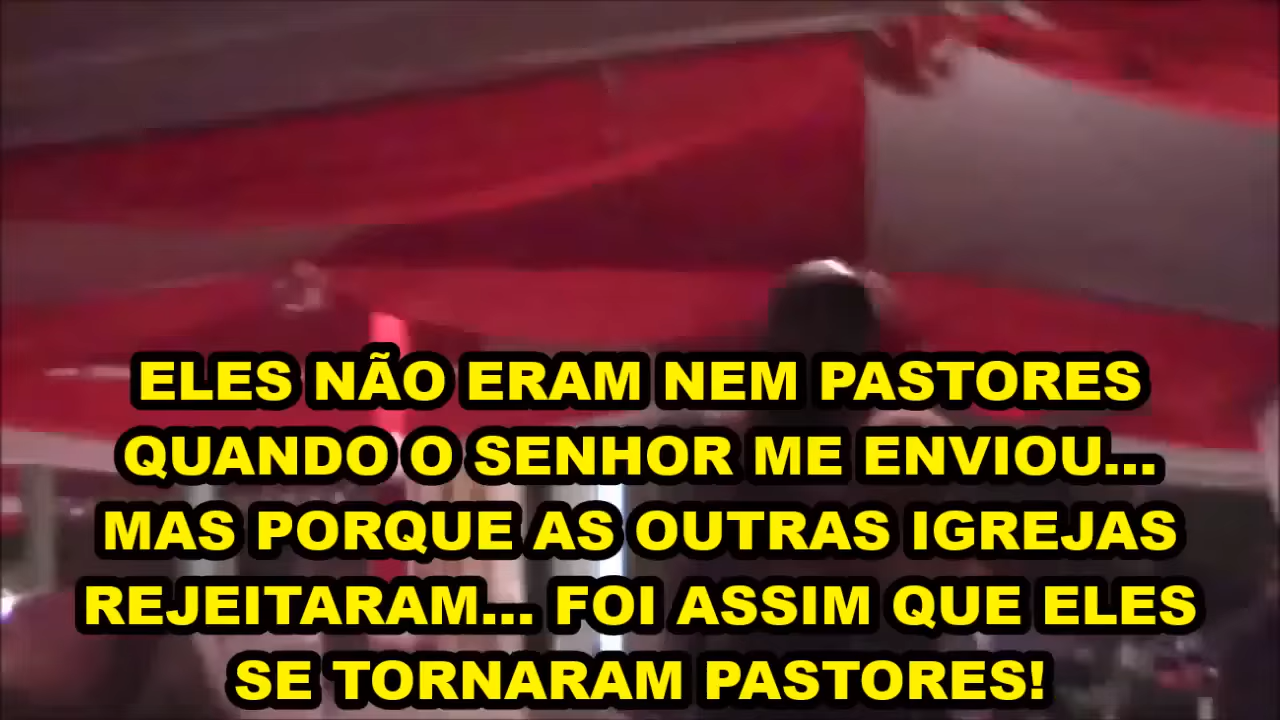 ELES NÃO ERAM NEM PASTORES
QUANDO O SENHOR ME ENVIOU...
MAS PORQUE AS OUTRAS IGREJAS
REJEITARAM... FOI ASSIM QUE ELES
SE TORNARAM PASTORES!